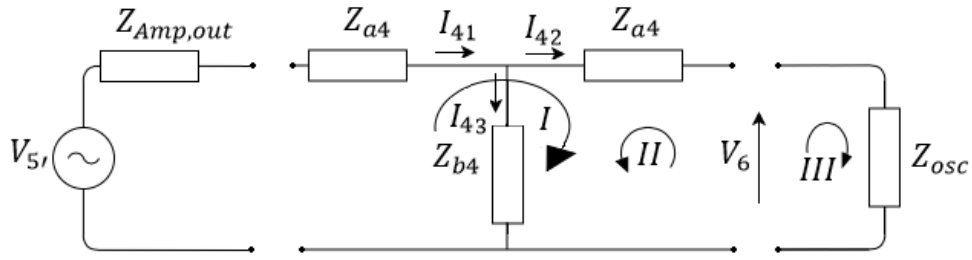 Z_{Amp,out}
Z_{a4}
I_{41}
I_{42}
Z_{a4}
V_{5′}
I_{43}
I
Z_{b4}
II
V_6
III
Z_{osc}